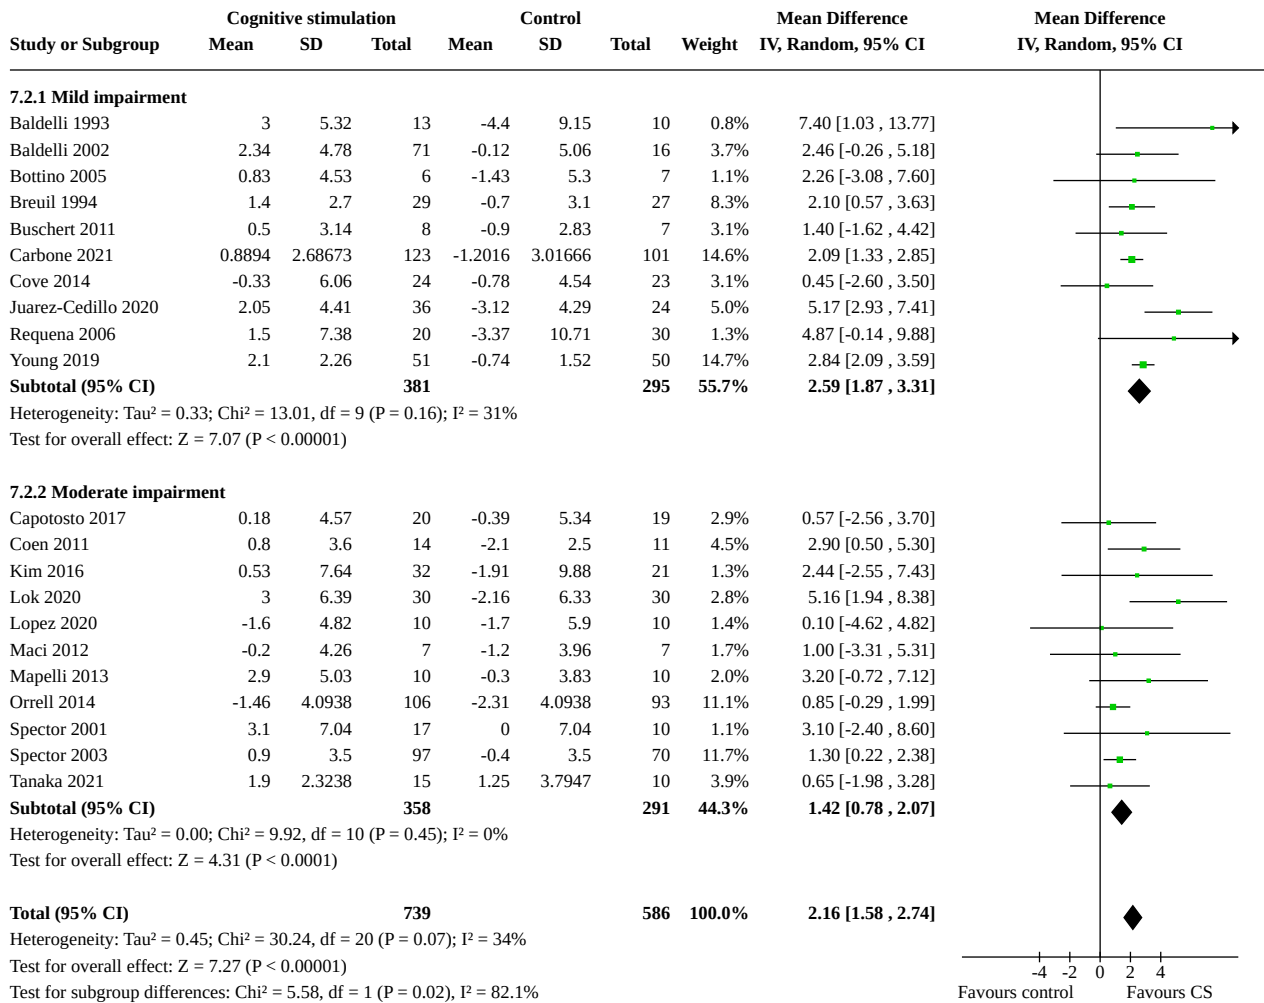 Cognitive stimulation Control Mean Difference Mean Difference
Study or Subgroup Mean SD Total Mean SD Total Weight IV, Random, 95% CI IV, Random, 95% CI
7.2.1 Mild impairment
Baldelli 1993 3 5.32 13 -4.4 9.15 10 0.8% 7.40 [1.03 , 13.77]
Baldelli 2002 2.34 4.78 71 -0.12 5.06 16 3.7% 2.46 [-0.26 , 5.18]
Bottino 2005 0.83 4.53 6 -1.43 5.3 7 1.1% 2.26 [-3.08 , 7.60]
Breuil 1994 1.4 2.7 29 -0.7 3.1 27 8.3% 2.10 [0.57 , 3.63]
Buschert 2011 0.5 3.14 8 -0.9 2.83 7 3.1% 1.40 [-1.62 , 4.42]
Carbone 2021 0.8894 2.68673 123 -1.2016 3.01666 101 14.6% 2.09 [1.33 , 2.85]
Cove 2014 -0.33 6.06 24 -0.78 4.54 23 3.1% 0.45 [-2.60 , 3.50]
Juarez-Cedillo 2020 2.05 4.41 36 -3.12 4.29 24 5.0% 5.17 [2.93 , 7.41]
Requena 2006 1.5 7.38 20 -3.37 10.71 30 1.3% 4.87 [-0.14 , 9.88]
Young 2019 2.1 2.26 51 -0.74 1.52 50 14.7% 2.84 [2.09 , 3.59]
Subtotal (95% CI) 381 295 55.7% 2.59 [1.87 , 3.31]
Heterogeneity: Tau² = 0.33; Chi² = 13.01, df = 9 (P = 0.16); I² = 31%
Test for overall effect: Z = 7.07 (P < 0.00001)
7.2.2 Moderate impairment
Capotosto 2017 0.18 4.57 20 -0.39 5.34 19 2.9% 0.57 [-2.56 , 3.70]
Coen 2011 0.8 3.6 14 -2.1 2.5 11 4.5% 2.90 [0.50 , 5.30]
Kim 2016 0.53 7.64 32 -1.91 9.88 21 1.3% 2.44 [-2.55 , 7.43]
Lok 2020 3 6.39 30 -2.16 6.33 30 2.8% 5.16 [1.94 , 8.38]
Lopez 2020 -1.6 4.82 10 -1.7 5.9 10 1.4% 0.10 [-4.62 , 4.82]
Maci 2012 -0.2 4.26 7 -1.2 3.96 7 1.7% 1.00 [-3.31 , 5.31]
Mapelli 2013 2.9 5.03 10 -0.3 3.83 10 2.0% 3.20 [-0.72 , 7.12]
Orrell 2014 -1.46 4.0938 106 -2.31 4.0938 93 11.1% 0.85 [-0.29 , 1.99]
Spector 2001 3.1 7.04 17 0 7.04 10 1.1% 3.10 [-2.40 , 8.60]
Spector 2003 0.9 3.5 97 -0.4 3.5 70 11.7% 1.30 [0.22 , 2.38]
Tanaka 2021 1.9 2.3238 15 1.25 3.7947 10 3.9% 0.65 [-1.98 , 3.28]
Subtotal (95% CI) 358 291 44.3% 1.42 [0.78 , 2.07]
Heterogeneity: Tau² = 0.00; Chi² = 9.92, df = 10 (P = 0.45); I² = 0%
Test for overall effect: Z = 4.31 (P < 0.0001)
Total (95% CI) 739 586 100.0% 2.16 [1.58 , 2.74]
Heterogeneity: Tau² = 0.45; Chi² = 30.24, df = 20 (P = 0.07); I² = 34%
Test for overall effect: Z = 7.27 (P < 0.00001)
Test for subgroup differences: Chi² = 5.58, df = 1 (P = 0.02), I² = 82.1%
-4 -2 0 2 4
Favours control Favours CS